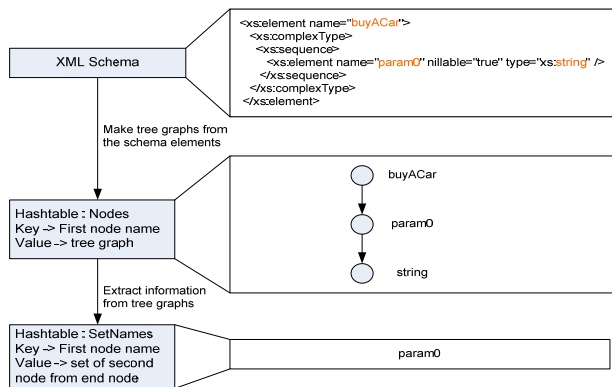 <xs:element name="buyACar">
<xs:complexType>
<xs:sequence>
<xs:element name="param0" nillable="true" type="xs:string" />
</xs:sequence>
</xs:complexType>
</xs:element>
XML Schema
Make tree graphs from
the schema elements
Hashtable : Nodes
Key -> First node name
Value -> tree graph
buyACar
param0
string
Extract information
from tree graphs
Hashtable : SetNames
Key -> First node name
Value -> set of second
node from end node
param0